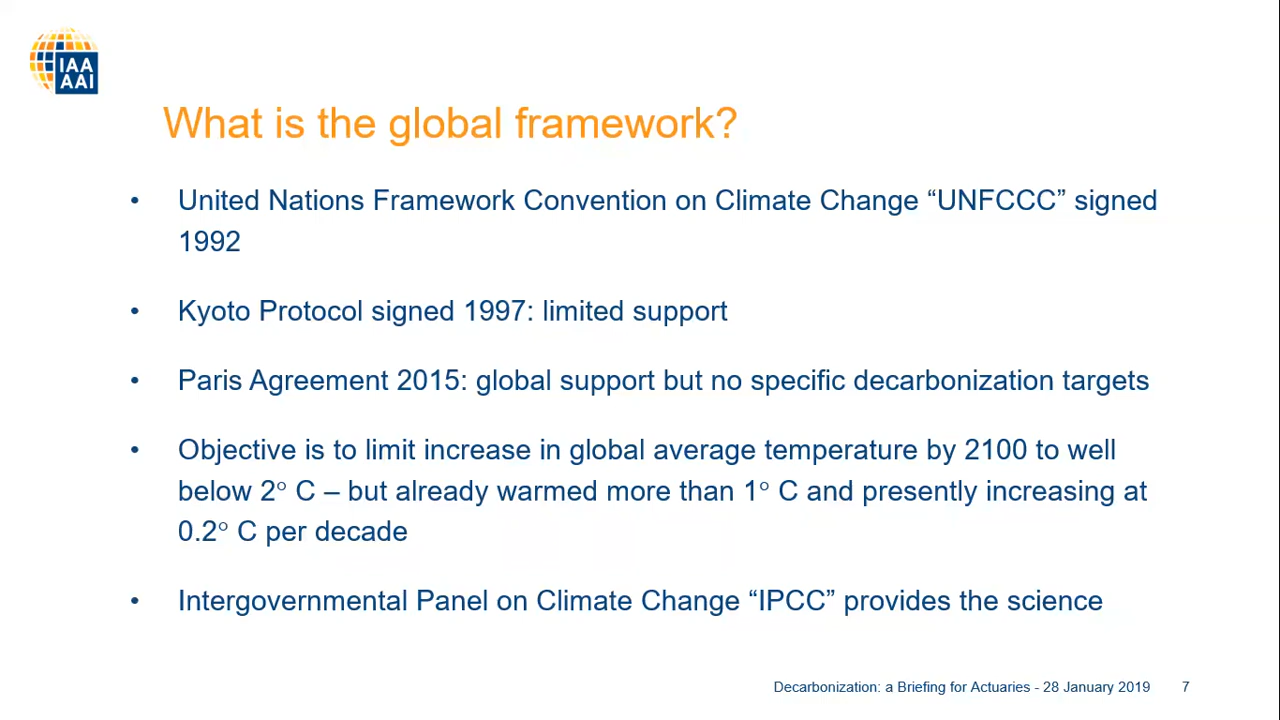 IAA
AAI
What is the global framework?
• United Nations Framework Convention on Climate Change “UNFCCC” signed
1992
• Kyoto Protocol signed 1997: limited support
• Paris Agreement 2015: global support but no specific decarbonization targets
• Objective is to limit increase in global average temperature by 2100 to well
below 2° C – but already warmed more than 1° C and presently increasing at
0.2° C per decade
• Intergovernmental Panel on Climate Change “IPCC” provides the science
Decarbonization: a Briefing for Actuaries - 28 January 2019 7